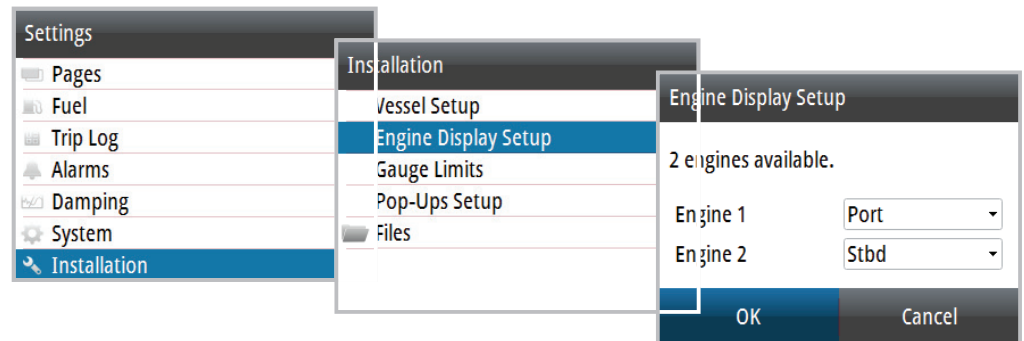 Settings
Pages
Fuel
Trip Log
Alarms
Damping
System
Installation
Installation
Vessel Setup
Engine Display Setup
Gauge Limits
Pop-Ups Setup
Files
Engine Display Setup
2 engines available.
Engine 1 Port
Engine 2 Stbd
OK Cancel